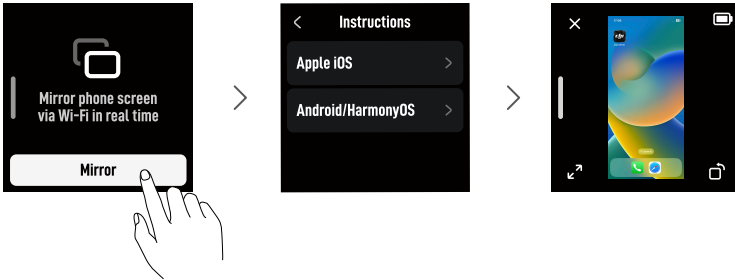 Mirror phone screen
via Wi-Fi in real time
Mirror
Instructions
Apple iOS
Android/HarmonyOS